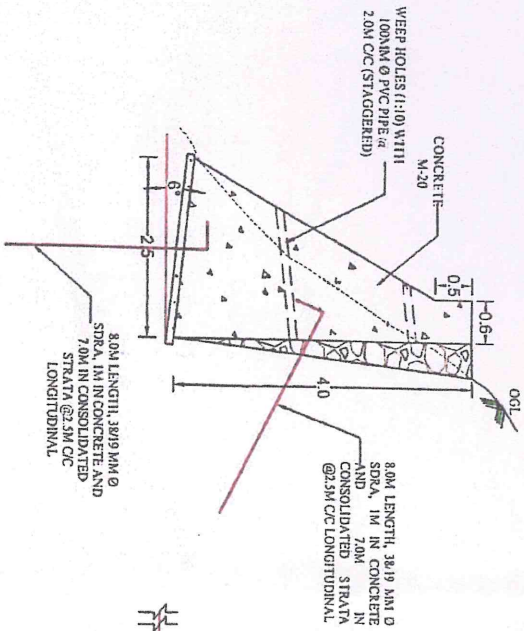 WEEP HOLES (1:10) WITH
100MM Ø PVC PIPE @
2.0M C/C (STAGGERED)
CONCRETE
M-20
0.5
0.6
OGL
4.0
6°
2.5
8.0M LENGTH, 38/19 MM Ø
SDRA, 1M IN CONCRETE
AND 7.0M IN
CONSOLIDATED STRATA
@2.5M C/C LONGITUDINAL
8.0M LENGTH, 38/19 MM Ø
SDRA, 1M IN CONCRETE AND
7.0M IN CONSOLIDATED
STRATA @2.5M C/C
LONGITUDINAL